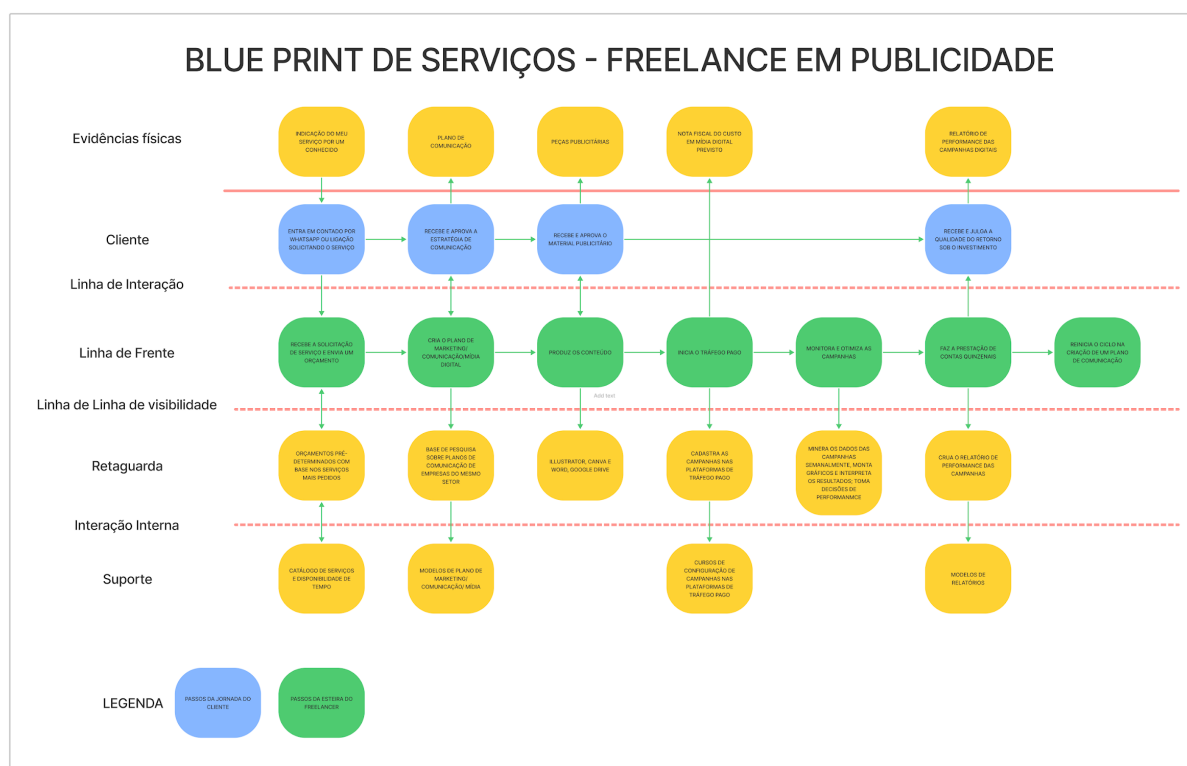 BLUE PRINT DE SERVIÇOS - FREELANCE EM PUBLICIDADE
Evidências físicas
INDICAÇÃO DO MEU
SERVIÇO POR UM
CONHECIDO
PLANO DE
COMUNICAÇÃO
PEÇAS PUBLICITÁRIAS
NOTA FISCAL DO CUSTO
EM MÍDIA DIGITAL
PREVISTO
RELATÓRIO DE
PERFORMANCE DAS
CAMPANHAS DIGITAIS
Cliente
ENTRA EM CONTADO POR
WHATSAPP OU LIGAÇÃO
SOLICITANDO O SERVIÇO
RECEBE E APROVA A
ESTRATÉGIA DE
COMUNICAÇÃO
RECEBE E APROVA O
MATERIAL PUBLICITÁRIO
RECEBE E JULGA A
QUALIDADE DO RETORNO
SOB O INVESTIMENTO
Linha de Interação
Linha de Frente
RECEBE A SOLICITAÇÃO
DE SERVIÇO E ENVIA UM
ORÇAMENTO
CRIA O PLANO DE
MARKETING/
COMUNICAÇÃO/MÍDIA
DIGITAL
PRODUZ OS CONTEÚDO
INICIA O TRÁFEGO PAGO
MONITORA E OTIMIZA AS
CAMPANHAS
FAZ A PRESTAÇÃO DE
CONTAS QUINZENAIS
REINICIA O CICLO NA
CRIAÇÃO DE UM PLANO
DE COMUNICAÇÃO
Add text
Linha de Linha de visibilidade
Retaguarda
ORÇAMENTOS PRÉ-
DETERMINADOS COM
BASE NOS SERVIÇOS
MAIS PEDIDOS
BASE DE PESQUISA
SOBRE PLANOS DE
COMUNICAÇÃO DE
EMPRESAS DO MESMO
SETOR
ILLUSTRATOR, CANVA E
WORD, GOOGLE DRIVE
CADASTRA AS
CAMPANHAS NAS
PLATAFORMAS DE
TRÁFEGO PAGO
MINERA OS DADOS DAS
CAMPANHAS
SEMANALMENTE, MONTA
GRÁFICOS E INTERPRETA
OS RESULTADOS; TOMA
DECISÕES DE
PERFORMANMCE
CRUA O RELATÓRIO DE
PERFORMANCE DAS
CAMPANHAS
Interação Interna
Suporte
CATÁLOGO DE SERVIÇOS
E DISPONIBLIDADE DE
TEMPO
MODELOS DE PLANO DE
MARKETING/
COMUNICAÇÃO/ MÍDIA
CURSOS DE
CONFIGURAÇÃO DE
CAMPANHAS NAS
PLATAFORMAS DE
TRÁFEGO PAGO
MODELOS DE
RELATÓRIOS
LEGENDA
PASSOS DA JORNADA DO
CLIENTE
PASSOS DA ESTEIRA DO
FREELANCER